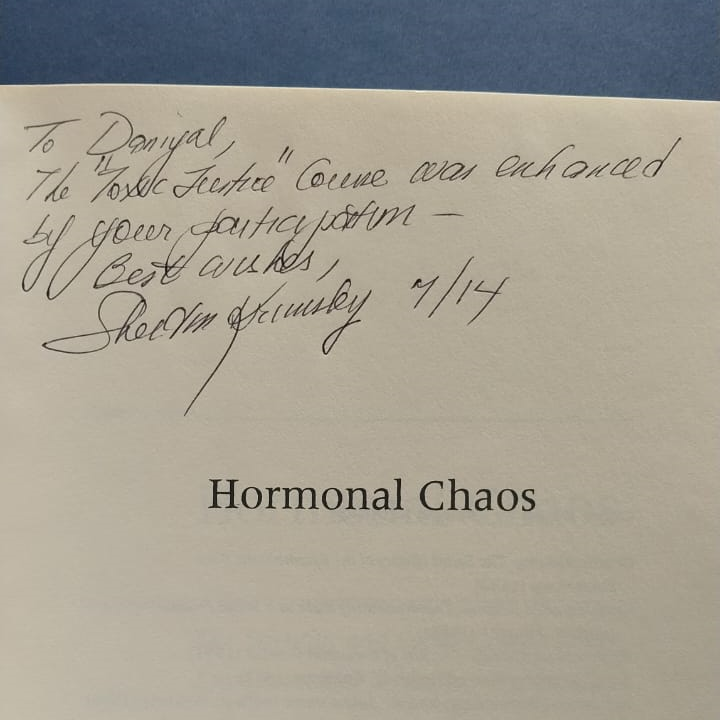 To Daniyal,
The "Toxic Justice" Course was enhanced
by your participation —
Best wishes,
Sheldon Krimsky 7/14
Hormonal Chaos